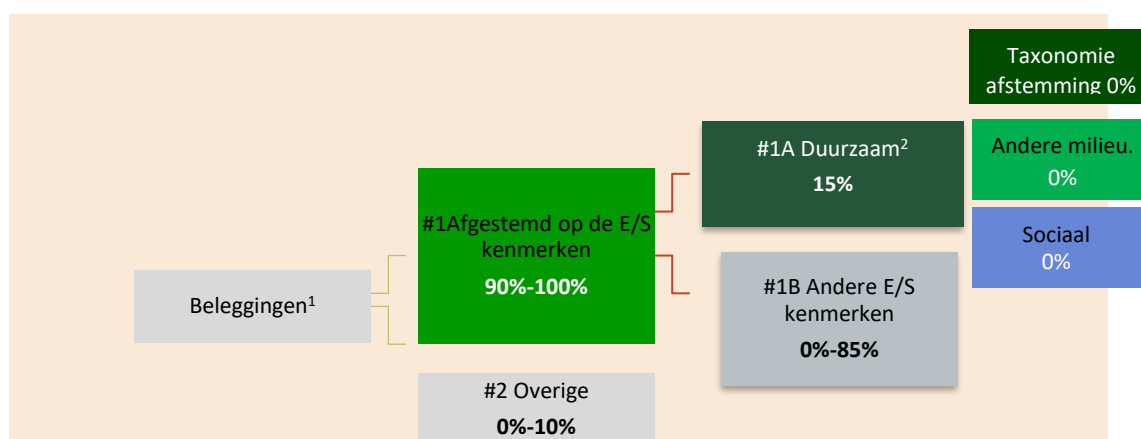 Taxonomie
afstemming 0%
#1A Duurzaam²
15%
Andere milieu.
0%
#1Afgestemd op de E/S
kenmerken
90%-100%
Sociaal
0%
Beleggingen¹
#1B Andere E/S
kenmerken
0%-85%
#2 Overige
0%-10%